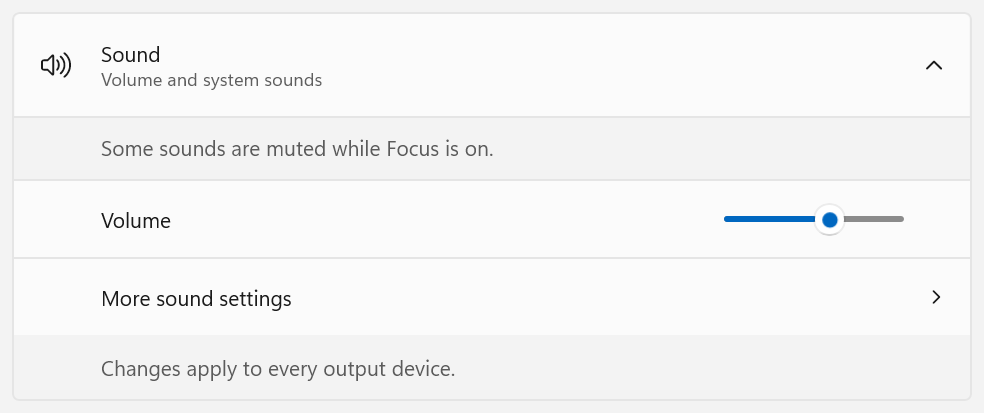 Sound
Volume and system sounds
Some sounds are muted while Focus is on.
Volume
More sound settings
Changes apply to every output device.